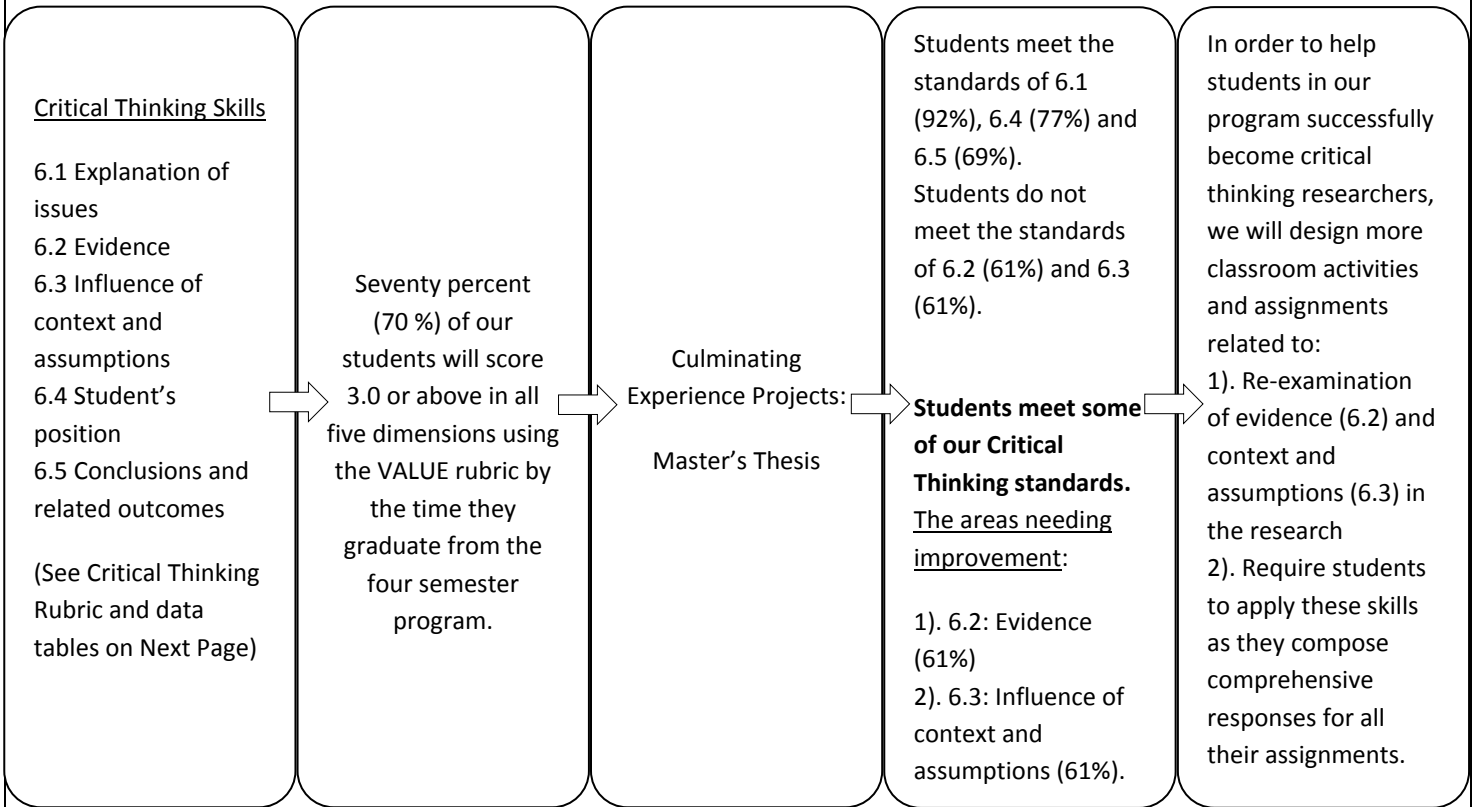 Critical Thinking Skills
6.1 Explanation of
issues
6.2 Evidence
6.3 Influence of
context and
assumptions
6.4 Student’s
position
6.5 Conclusions and
related outcomes
(See Critical Thinking
Rubric and data
tables on Next Page)
Seventy percent
(70 %) of our
students will score
3.0 or above in all
five dimensions using
the VALUE rubric by
the time they
graduate from the
four semester
program.
Culminating
Experience Projects:
Master’s Thesis
Students meet the
standards of 6.1
(92%), 6.4 (77%) and
6.5 (69%).
Students do not
meet the standards
of 6.2 (61%) and 6.3
(61%).
Students meet some
of our Critical
Thinking standards.
The areas needing
improvement:
1). 6.2: Evidence
(61%)
2). 6.3: Influence of
context and
assumptions (61%).
In order to help
students in our
program successfully
become critical
thinking researchers,
we will design more
classroom activities
and assignments
related to:
1). Re-examination
of evidence (6.2) and
context and
assumptions (6.3) in
the research
2). Require students
to apply these skills
as they compose
comprehensive
responses for all
their assignments.